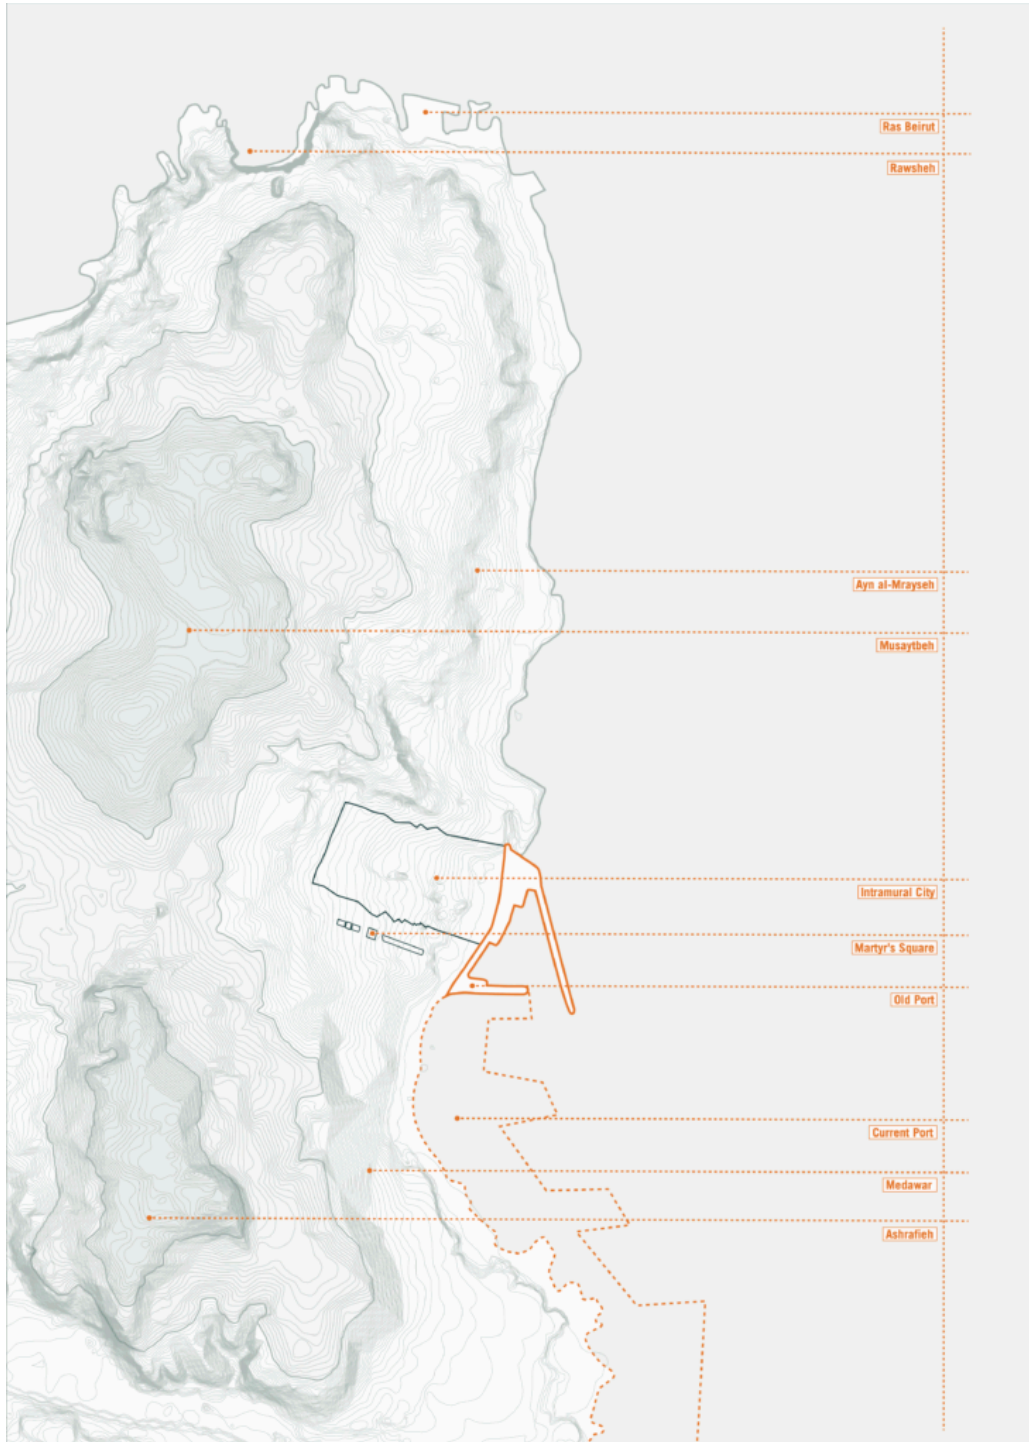 Ras Beirut
Rawsheh
Ayn al-Mrayseh
Musaytbeh
Intramural City
Martyr's Square
Old Port
Current Port
Medawar
Ashrafieh